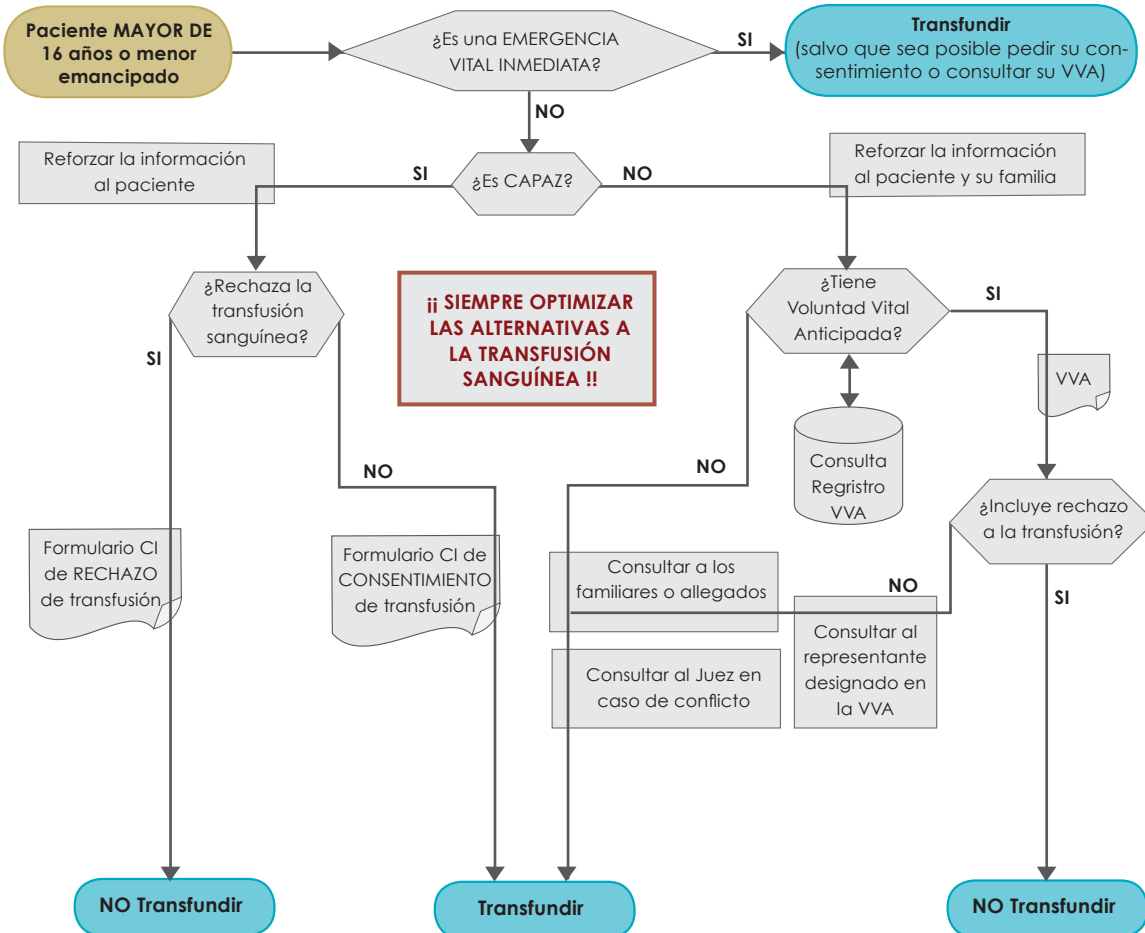 Paciente MAYOR DE
16 años o menor
emancipado
¿Es una EMERGENCIA
VITAL INMEDIATA?
SI
Transfundir
(salvo que sea posible pedir su con-
sentimiento o consultar su VVA)
NO
Reforzar la información
al paciente
SI
¿Es CAPAZ?
NO
Reforzar la información
al paciente y su familia
¿Rechaza la
transfusión
sanguínea?
SI
NO
¡¡ SIEMPRE OPTIMIZAR
LAS ALTERNATIVAS A
LA TRANSFUSIÓN
SANGUÍNEA !!
¿Tiene
Voluntad Vital
Anticipada?
SI
VVA
NO
Consulta
Regristro
VVA
¿Incluye rechazo
a la transfusión?
Formulario CI
de RECHAZO
de transfusión
Formulario CI de
CONSENTIMIENTO
de transfusión
Consultar a los
familiares o allegados
NO
SI
Consultar al Juez en
caso de conflicto
Consultar al
representante
designado en
la VVA
NO Transfundir
Transfundir
NO Transfundir